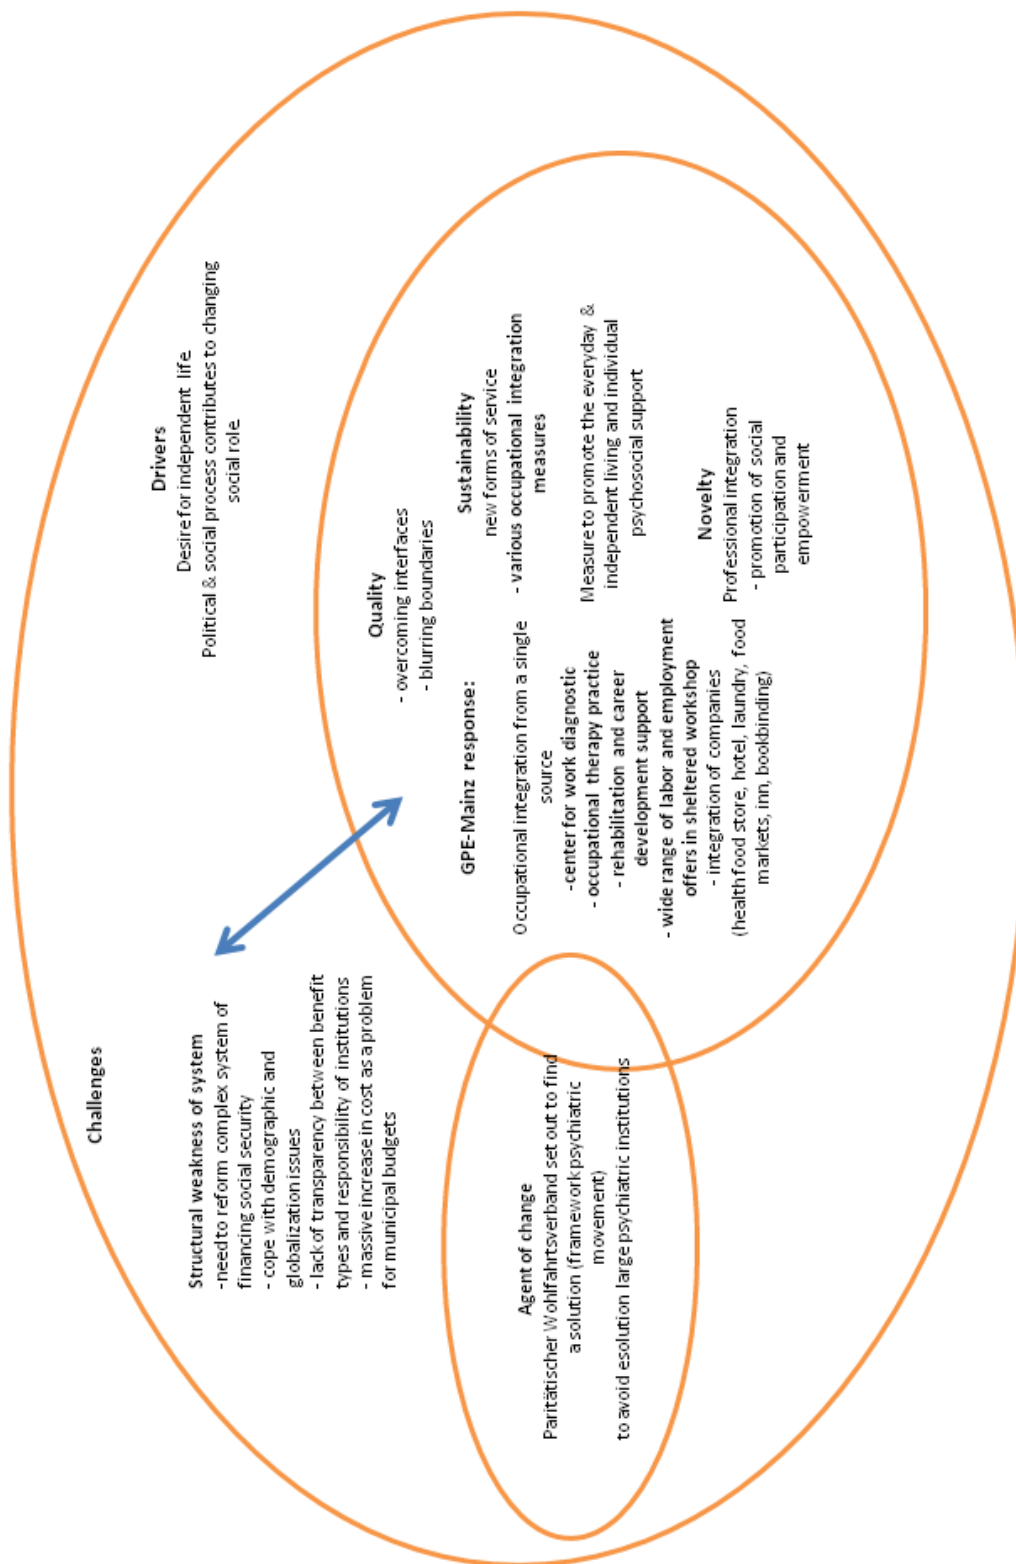 Challenges
Structural weakness of system
- need to reform complex system of
financing social security
- cope with demographic and
globalization issues
- lack of transparency between benefit
types and responsibility of institutions
- massive increase in cost as a problem
for municipal budgets
Drivers
Desire for independent life.
Political & social process contributes to changing
social role.
Agent of change
Paritätischer Wohlfahrtsverband set out to find
a solution (framework psychiatric
movement)
to avoid esolution large psychiatric institutions
GPE-Mainz response:
Occupational integration from a single
source
-center for work diagnostic
- occupational therapy practice
- rehabilitation and career
development support
- wide range of labor and employment
offers in sheltered workshop
- integration of companies
(health food store, hotel, laundry, food
markets, inn, bookbinding)
Quality
- overcoming interfaces
- blurring boundaries
Sustainability
new forms of service
- various occupational integration
measures
Measure to promote the everyday &
independent living and individual
psychosocial support
Novelty
Professional integration
- promotion of social
participation and
empowerment